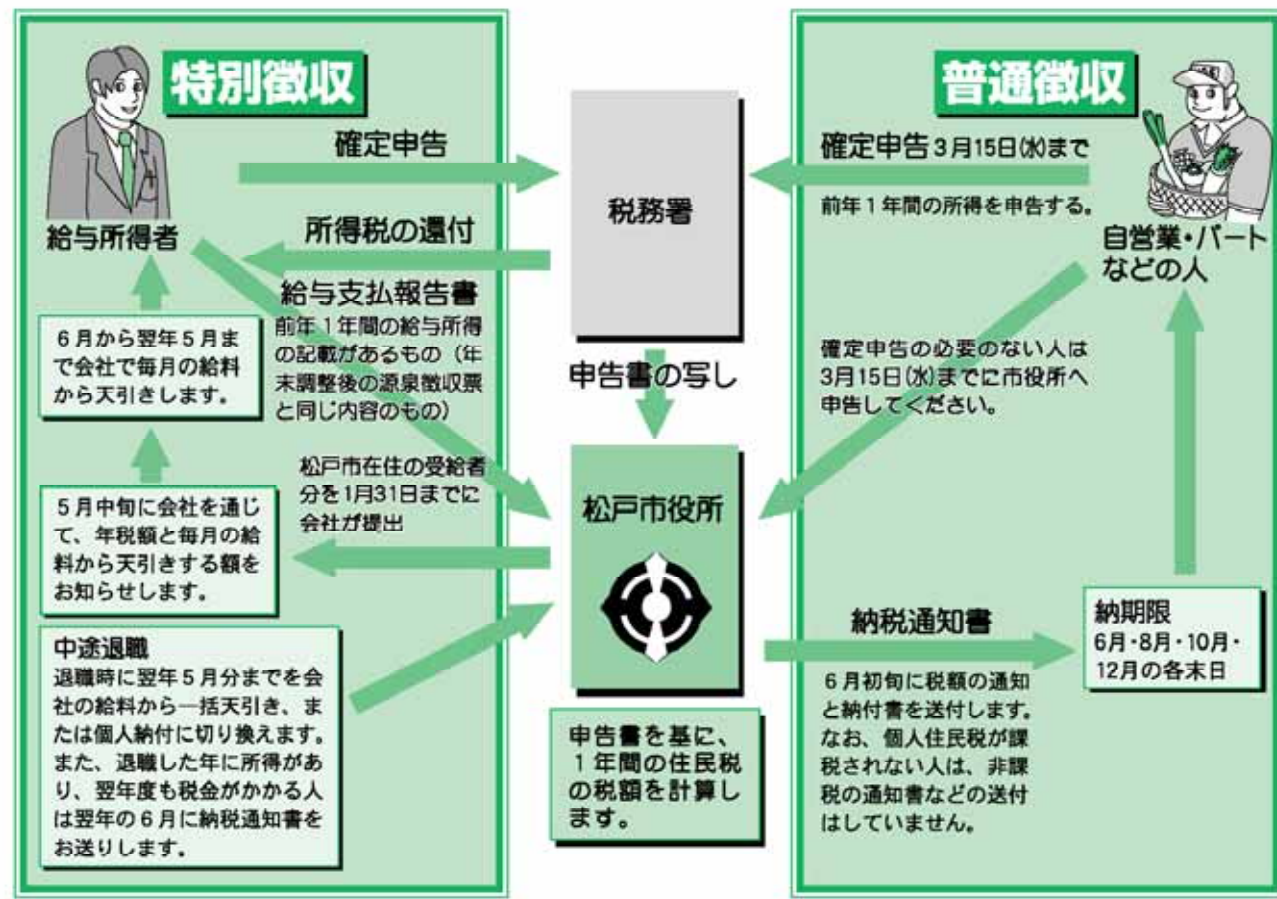 特別徴収
給与所得者
確定申告
所得税の還付
給与支払報告書
前年1年間の給与所得
の記載があるもの（年
末調整後の源泉徴収票
と同じ内容のもの）
松戸市在住の受給者
分を1月31日までに
会社が提出
6月から翌年5月ま
で会社で毎月の給料
から天引きします。
5月中旬に会社を通じ
て、年税額と毎月の給
料から天引きする額を
お知らせします。
中途退職
退職時に翌年5月分までを会
社の給料から一括天引き、ま
たは個人納付に切り換えます。
また、退職した年に所得があ
り、翌年度も税金がかかる人
は翌年の6月に納税通知書を
お送りします。
税務署
申告書の写し
松戸市役所
申告書を基に、
1年間の住民税
の税額を計算し
ます。
普通徴収
確定申告3月15日㈬まで
前年1年間の所得を申告する。
自営業・パート
などの人
確定申告の必要のない人は
3月15日㈬までに市役所へ
申告してください。
納税通知書
6月初旬に税額の通知
と納付書を送付します。
なお、個人住民税が課
税されない人は、非課
税の通知書などの送付
はしていません。
納期限
6月・8月・10月・
12月の各末日